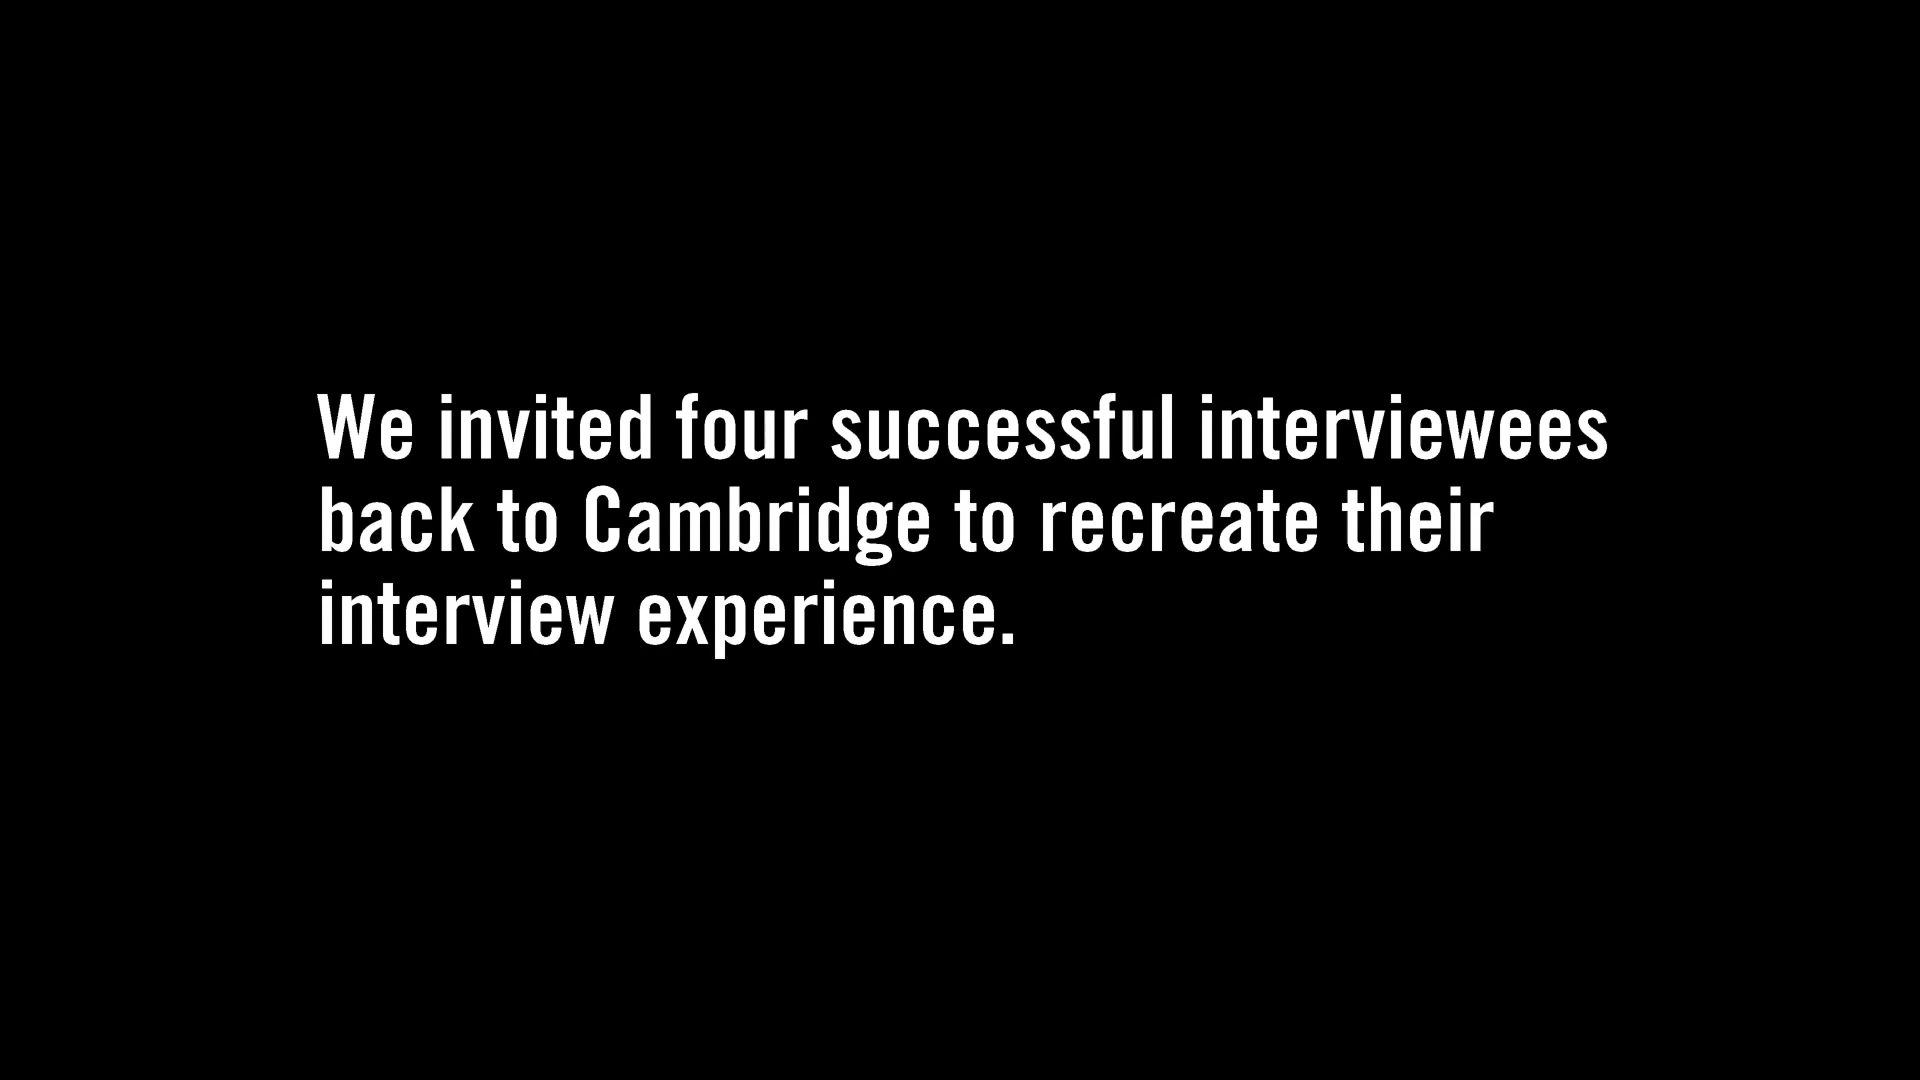 We invited four successful interviewees
back to Cambridge to recreate their
interview experience.